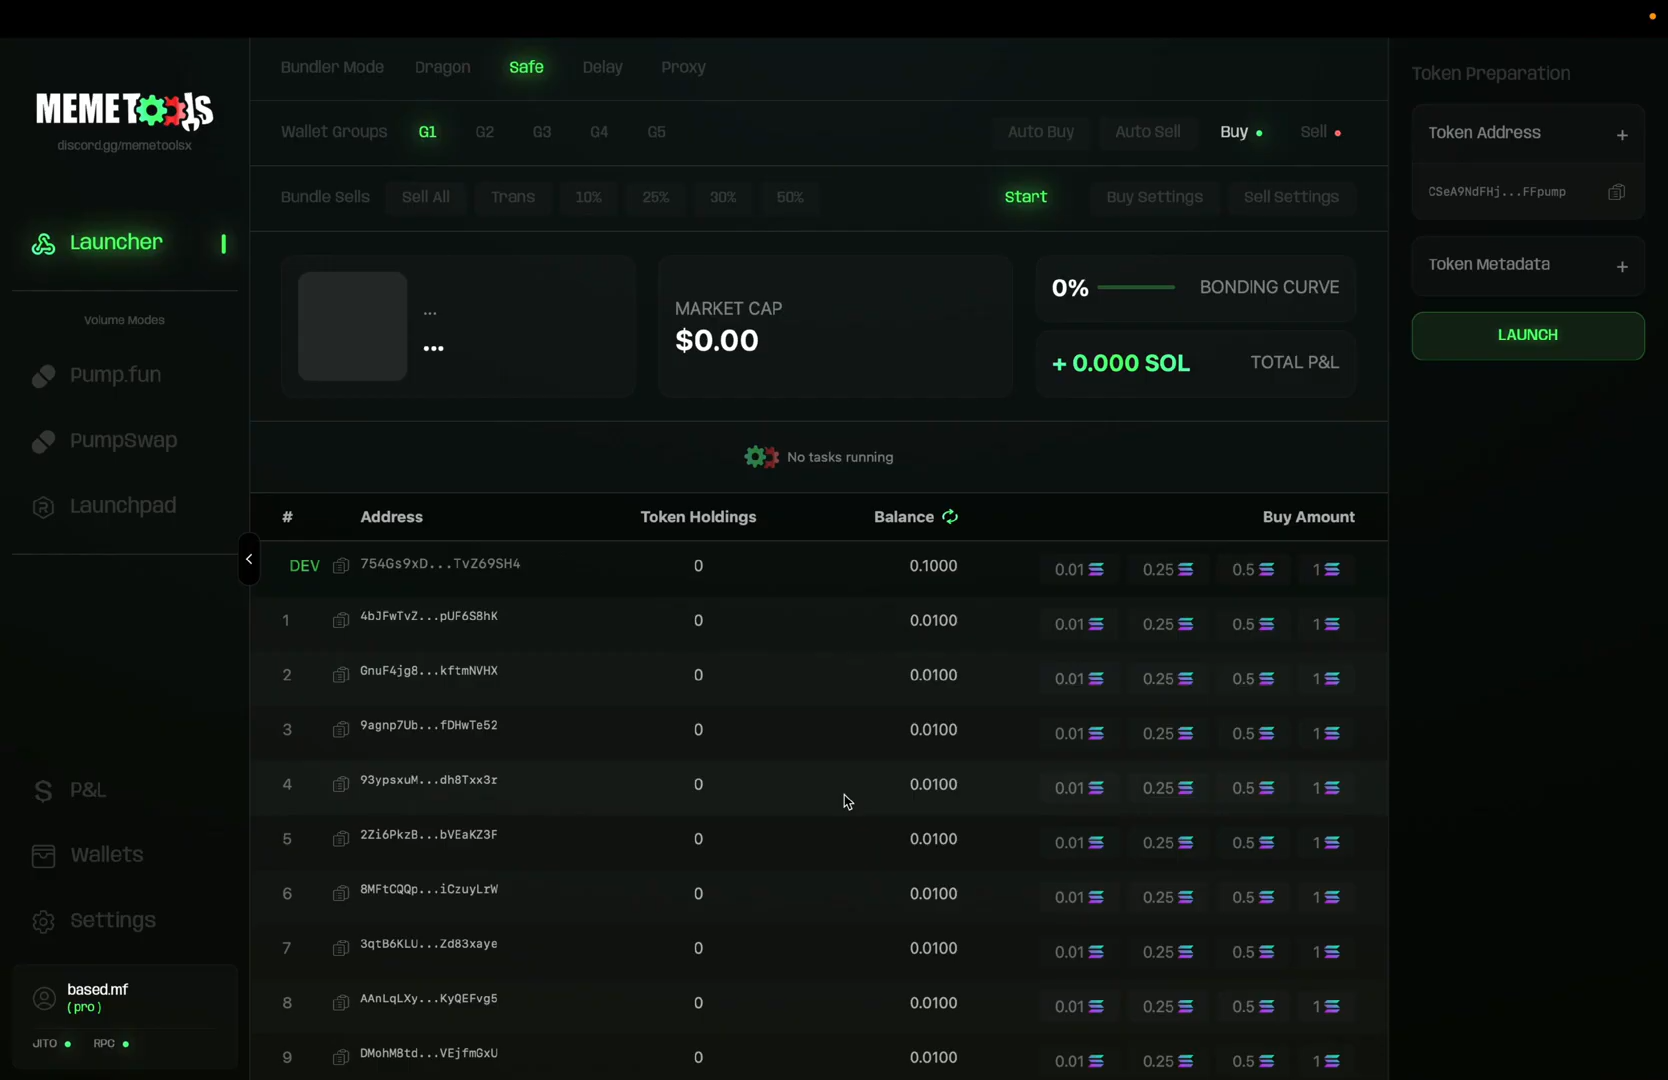 MEMETOOLS
discord.gg/memetoolsx
Launcher
Volume Modes
Pump.fun
PumpSwap
Launchpad
P&L
Wallets
Settings
based.mf
(pro)
JITO RPC
Bundler Mode Dragon Safe Delay Proxy
Wallet Groups G1 G2 G3 G4 G5 Auto Buy Auto Sell Buy Sell
Bundle Sells Sell All Trans 10% 25% 30% 50% Start Buy Settings Sell Settings
...
...
MARKET CAP
$0.00
0% BONDING CURVE
+ 0.000 SOL TOTAL P&L
No tasks running
# Address Token Holdings Balance Buy Amount
DEV 754Gs9xD...TvZ69SH4 0 0.1000 0.01 0.25 0.5 1
1 4bJFwTvZ...pUF6S8hK 0 0.0100 0.01 0.25 0.5 1
2 GnuF4jg8...kftmNVHX 0 0.0100 0.01 0.25 0.5 1
3 9agnp7Ub...fDHwTe52 0 0.0100 0.01 0.25 0.5 1
4 93ypsxuM...dh8Txx3r 0 0.0100 0.01 0.25 0.5 1
5 2Zi6PkzB...bVEaKZ3F 0 0.0100 0.01 0.25 0.5 1
6 8MFtCQQp...iCzuyLrW 0 0.0100 0.01 0.25 0.5 1
7 3qtB6KLU...Zd83xaye 0 0.0100 0.01 0.25 0.5 1
8 AAnLqLXy...KyQEFvg5 0 0.0100 0.01 0.25 0.5 1
9 DMohM8td...VEjfmGxU 0 0.0100 0.01 0.25 0.5 1
Token Preparation
Token Address +
CSeA9NdFHj...FFpump
Token Metadata +
LAUNCH